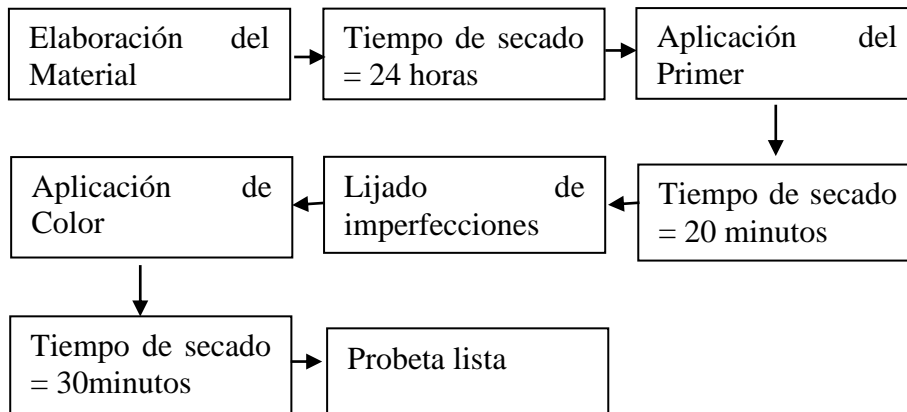 Elaboración del
Material
Tiempo de secado
= 24 horas
Aplicación del
Primer
Tiempo de secado
= 20 minutos
Lijado de
imperfecciones
Aplicación de
Color
Tiempo de secado
= 30minutos
Probeta lista